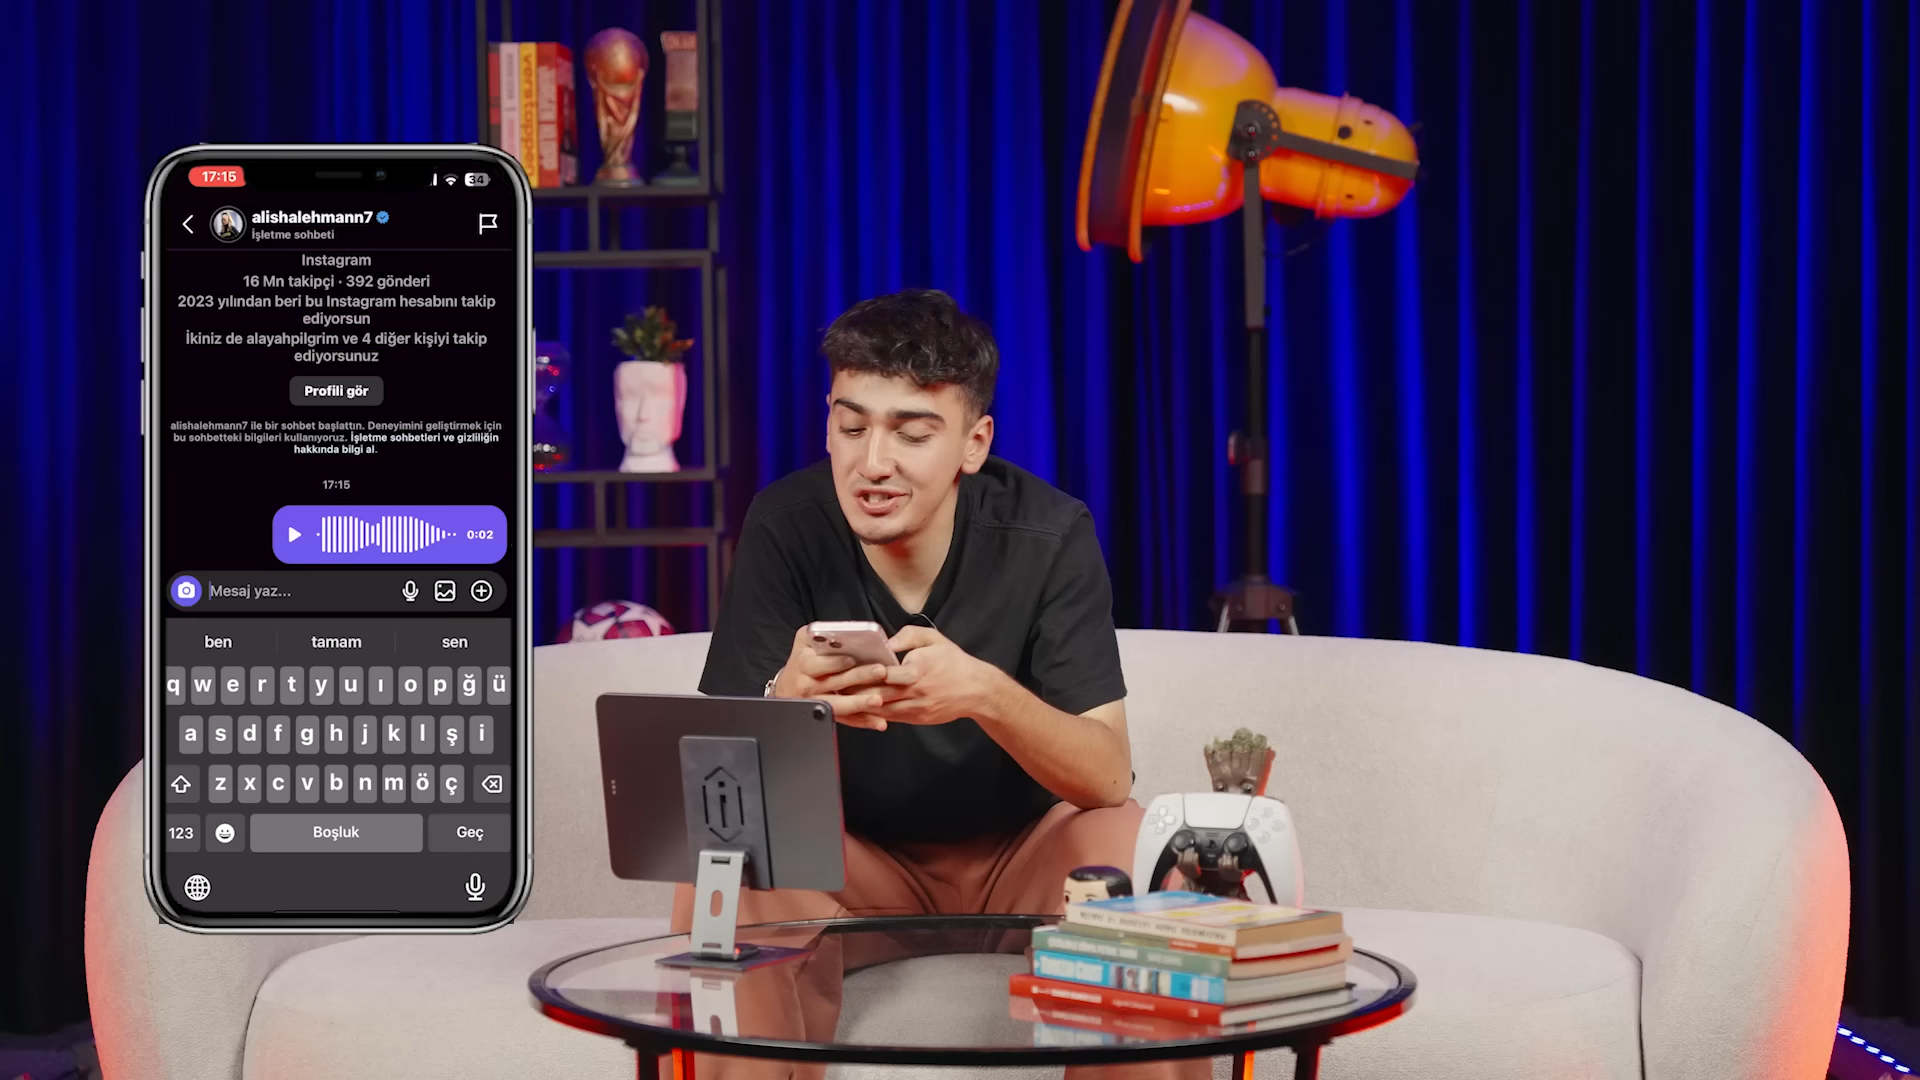 17:15
34
alishalehmann7
İşletme sohbeti
Instagram
16 Mn takipçi · 392 gönderi
2023 yılından beri bu Instagram hesabını takip
ediyorsun
İkiniz de alayahpilgrim ve 4 diğer kişiyi takip
ediyorsunuz
Profili gör
alishalehmann7 ile bir sohbet başlattın. Deneyimini geliştirmek için
bu sohbetteki bilgileri kullanıyoruz. İşletme sohbetleri ve gizliliğin
hakkında bilgi al.
17:15
0:02
Mesaj yaz...
ben tamam sen
q w e r t y u ı o p ğ ü
a s d f g h j k l ş i
z x c v b n m ö ç
123 Boşluk Geç
verstappen